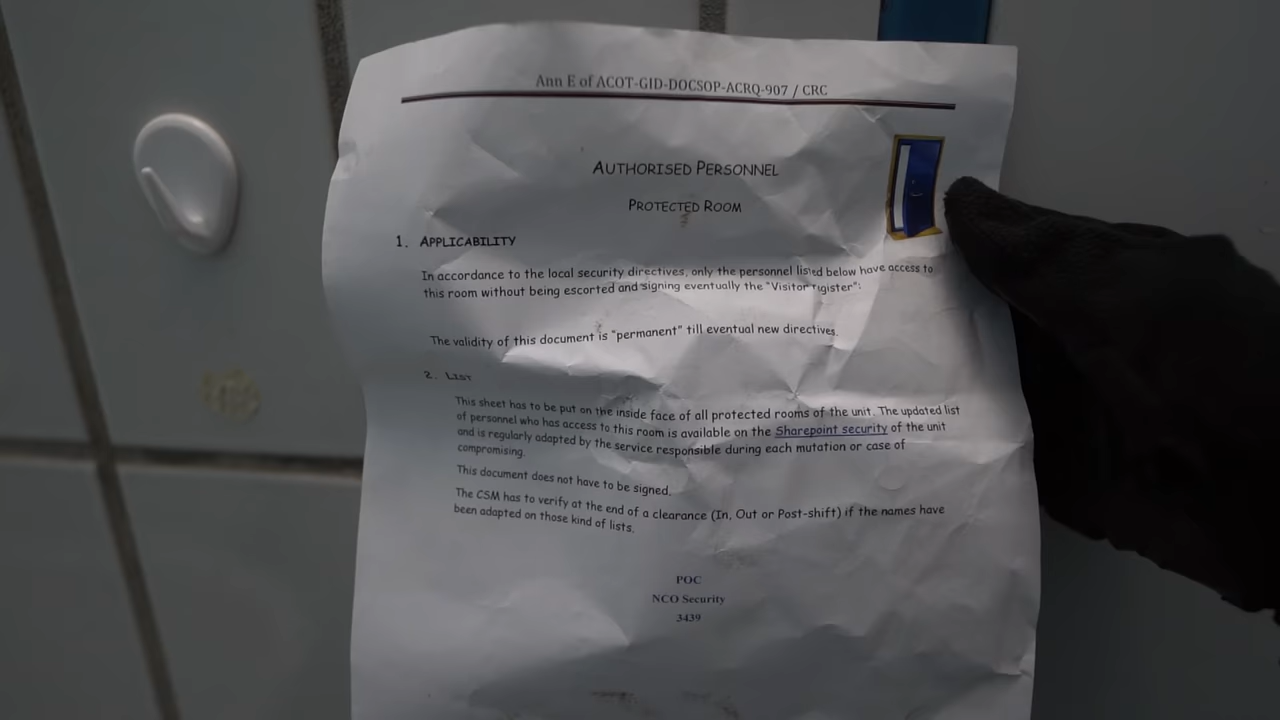 Ann E of ACOT-GID-DOCSOP-ACRQ-907 / CRC
AUTHORISED PERSONNEL
PROTECTED ROOM
1. APPLICABILITY
In accordance to the local security directives, only the personnel listed below have access to
this room without being escorted and signing eventually the "Visitor register":
The validity of this document is "permanent" till eventual new directives.
2. LIST
This sheet has to be put on the inside face of all protected rooms of the unit. The updated list
of personnel who has access to this room is available on the Sharepoint security of the unit
and is regularly adapted by the service responsible during each mutation or case of
compromising.
This document does not have to be signed.
The CSM has to verify at the end of a clearance (In, Out or Post-shift) if the names have
been adapted on those kind of lists.
POC
NCO Security
3439